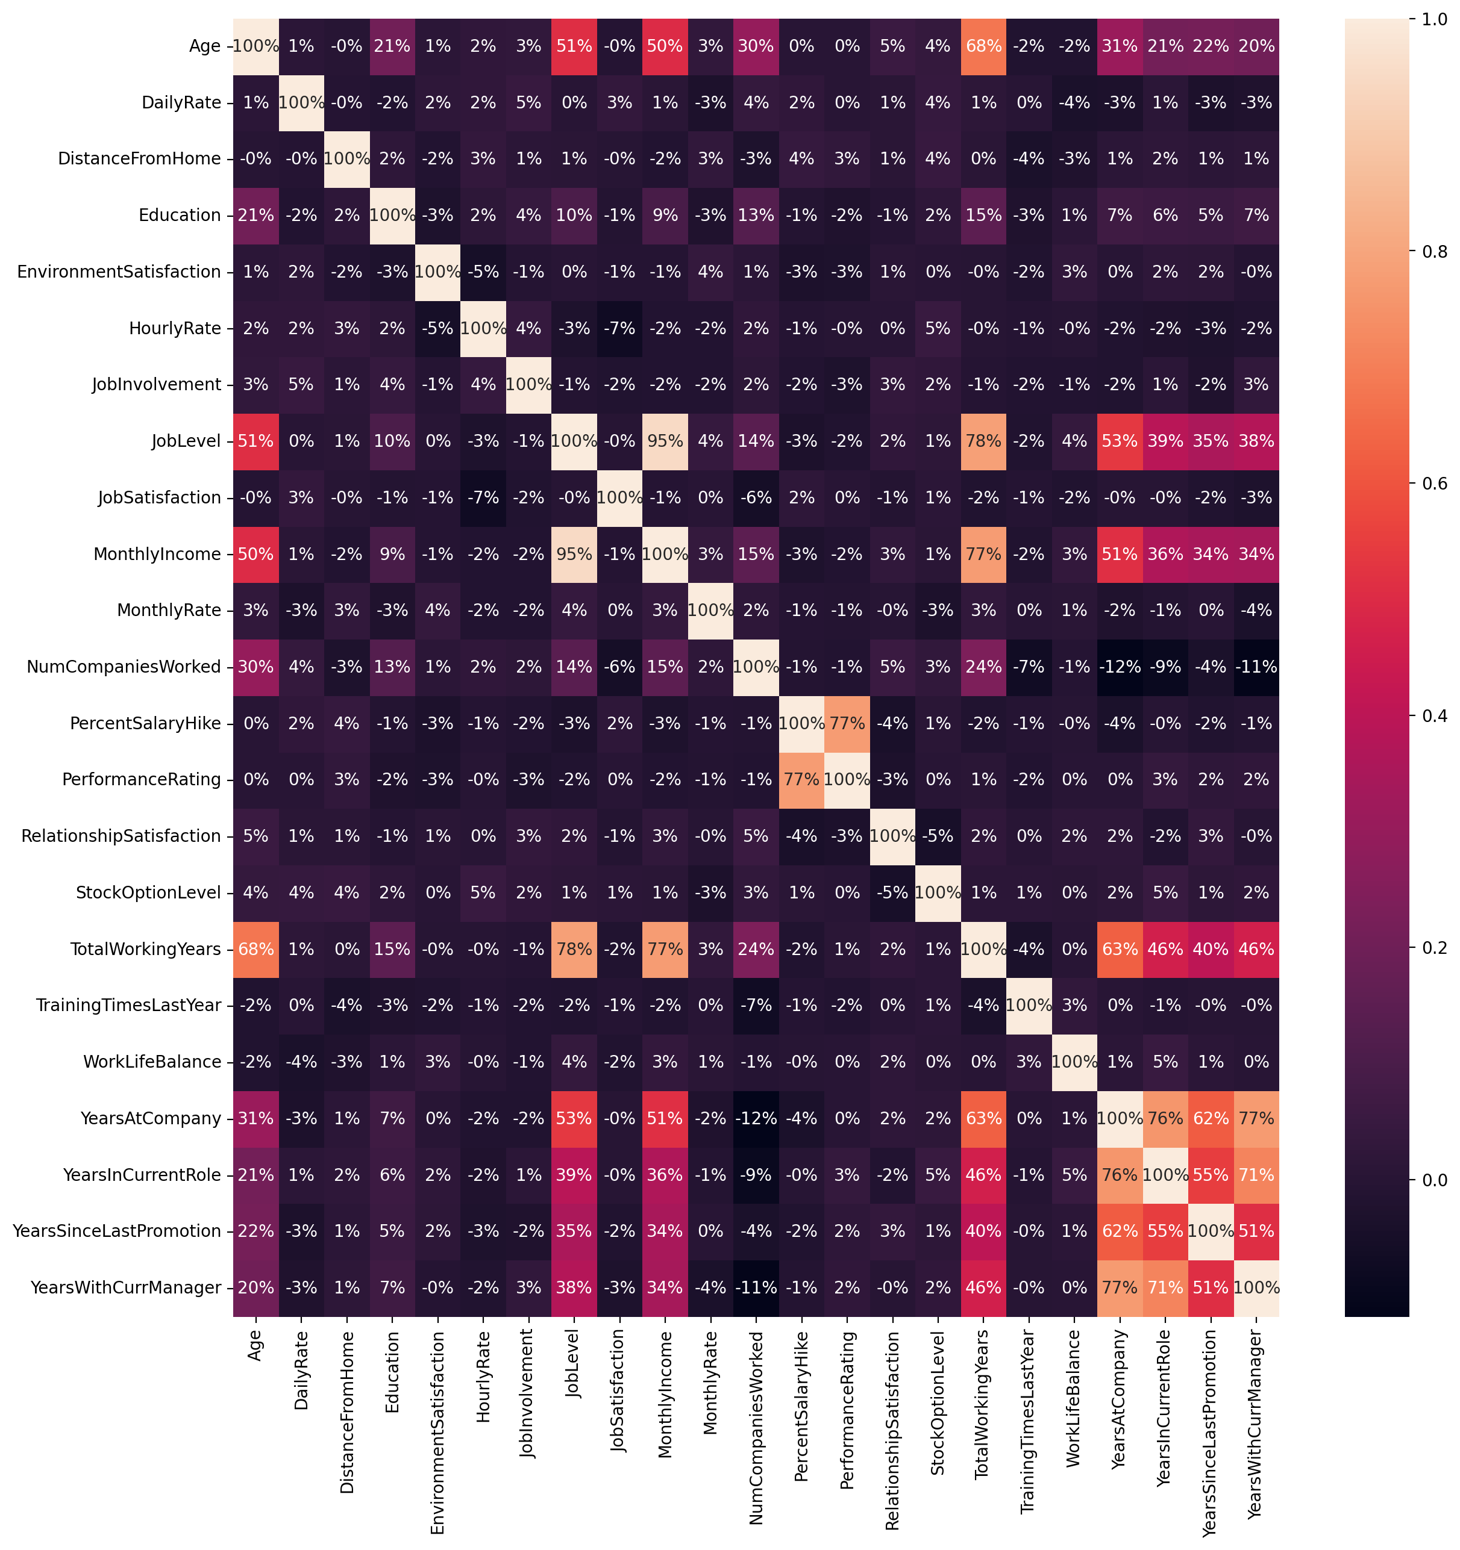 Age 100% 1% -0% 21% 1% 2% 3% 51% -0% 50% 3% 30% 0% 0% 5% 4% 68% -2% -2% 31% 21% 22% 20%
DailyRate 1% 100% -0% -2% 2% 2% 5% 0% 3% 1% -3% 4% 2% 0% 1% 4% 1% 0% -4% -3% 1% -3% -3%
DistanceFromHome -0% -0% 100% 2% -2% 3% 1% 1% -0% -2% 3% -3% 4% 3% 1% 4% 0% -4% -3% 1% 2% 1% 1%
Education 21% -2% 2% 100% -3% 2% 4% 10% -1% 9% -3% 13% -1% -2% -1% 2% 15% -3% 1% 7% 6% 5% 7%
EnvironmentSatisfaction 1% 2% -2% -3% 100% -5% -1% 0% -1% -1% 4% 1% -3% -3% 1% 0% -0% -2% 3% 0% 2% 2% -0%
HourlyRate 2% 2% 3% 2% -5% 100% 4% -3% -7% -2% -2% 2% -1% -0% 0% 5% -0% -1% -0% -2% -2% -3% -2%
JobInvolvement 3% 5% 1% 4% -1% 4% 100% -1% -2% -2% -2% 2% -2% -3% 3% 2% -1% -2% -1% -2% 1% -2% 3%
JobLevel 51% 0% 1% 10% 0% -3% -1% 100% -0% 95% 4% 14% -3% -2% 2% 1% 78% -2% 4% 53% 39% 35% 38%
JobSatisfaction -0% 3% -0% -1% -1% -7% -2% -0% 100% -1% 0% -6% 2% 0% -1% 1% -2% -1% -2% -0% -0% -2% -3%
MonthlyIncome 50% 1% -2% 9% -1% -2% -2% 95% -1% 100% 3% 15% -3% -2% 3% 1% 77% -2% 3% 51% 36% 34% 34%
MonthlyRate 3% -3% 3% -3% 4% -2% -2% 4% 0% 3% 100% 2% -1% -1% -0% -3% 3% 0% 1% -2% -1% 0% -4%
NumCompaniesWorked 30% 4% -3% 13% 1% 2% 2% 14% -6% 15% 2% 100% -1% -1% 5% 3% 24% -7% -1% -12% -9% -4% -11%
PercentSalaryHike 0% 2% 4% -1% -3% -1% -2% -3% 2% -3% -1% -1% 100% 77% -4% 1% -2% -1% -0% -4% -0% -2% -1%
PerformanceRating 0% 0% 3% -2% -3% -0% -3% -2% 0% -2% -1% -1% 77% 100% -3% 0% 1% -2% 0% 0% 3% 2% 2%
RelationshipSatisfaction 5% 1% 1% -1% 1% 0% 3% 2% -1% 3% -0% 5% -4% -3% 100% -5% 2% 0% 2% 2% -2% 3% -0%
StockOptionLevel 4% 4% 4% 2% 0% 5% 2% 1% 1% 1% -3% 3% 1% 0% -5% 100% 1% 1% 0% 2% 5% 1% 2%
TotalWorkingYears 68% 1% 0% 15% -0% -0% -1% 78% -2% 77% 3% 24% -2% 1% 2% 1% 100% -4% 0% 63% 46% 40% 46%
TrainingTimesLastYear -2% 0% -4% -3% -2% -1% -2% -2% -1% -2% 0% -7% -1% -2% 0% 1% -4% 100% 3% 0% -1% -0% -0%
WorkLifeBalance -2% -4% -3% 1% 3% -0% -1% 4% -2% 3% 1% -1% -0% 0% 2% 0% 0% 3% 100% 1% 5% 1% 0%
YearsAtCompany 31% -3% 1% 7% 0% -2% -2% 53% -0% 51% -2% -12% -4% 0% 2% 2% 63% 0% 1% 100% 76% 62% 77%
YearsInCurrentRole 21% 1% 2% 6% 2% -2% 1% 39% -0% 36% -1% -9% -0% 3% -2% 5% 46% -1% 5% 76% 100% 55% 71%
YearsSinceLastPromotion 22% -3% 1% 5% 2% -3% -2% 35% -2% 34% 0% -4% -2% 2% 3% 1% 40% -0% 1% 62% 55% 100% 51%
YearsWithCurrManager 20% -3% 1% 7% -0% -2% 3% 38% -3% 34% -4% -11% -1% 2% -0% 2% 46% -0% 0% 77% 71% 51% 100%
Age
DailyRate
DistanceFromHome
Education
EnvironmentSatisfaction
HourlyRate
JobInvolvement
JobLevel
JobSatisfaction
MonthlyIncome
MonthlyRate
NumCompaniesWorked
PercentSalaryHike
PerformanceRating
RelationshipSatisfaction
StockOptionLevel
TotalWorkingYears
TrainingTimesLastYear
WorkLifeBalance
YearsAtCompany
YearsInCurrentRole
YearsSinceLastPromotion
YearsWithCurrManager
1.0
0.8
0.6
0.4
0.2
0.0